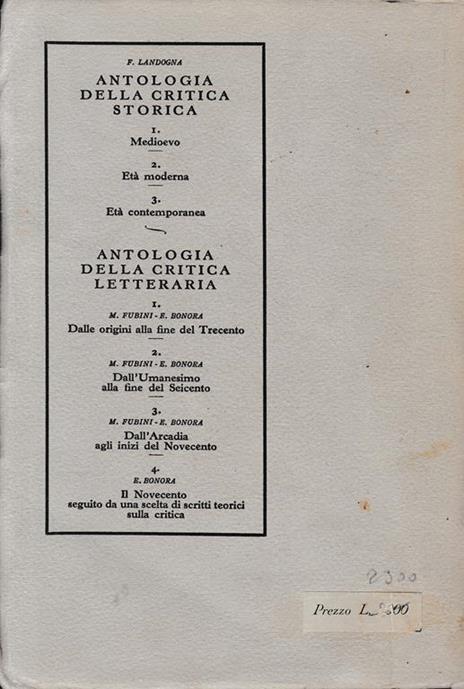 F. LANDOGNA
ANTOLOGIA
DELLA CRITICA
STORICA
1.
Medioevo
2.
Età moderna
3.
Età contemporanea
ANTOLOGIA
DELLA CRITICA
LETTERARIA
1.
M. FUBINI - E. BONORA
Dalle origini alla fine del Trecento
2.
M. FUBINI - E. BONORA
Dall'Umanesimo
alla fine del Seicento
3.
M. FUBINI - E. BONORA
Dall'Arcadia
agli inizi del Novecento
4.
E. BONORA
Il Novecento
seguito da una scelta di scritti teorici
sulla critica
2300
Prezzo L.